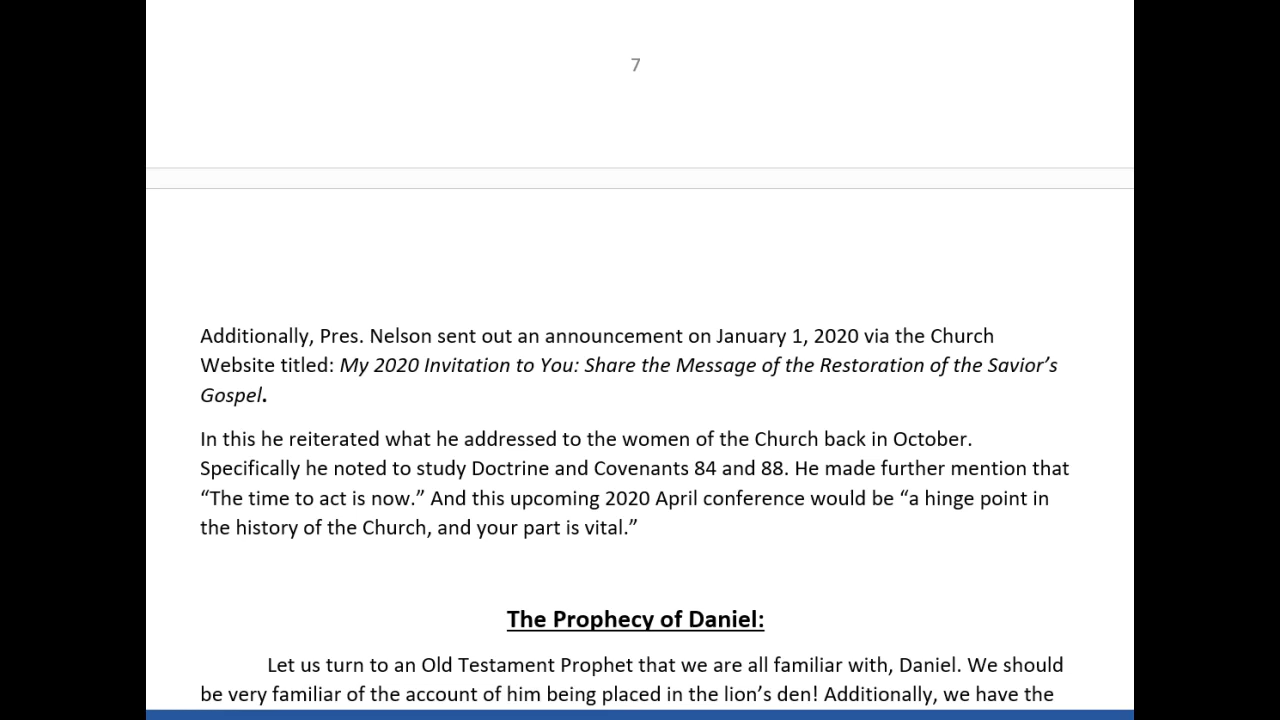 7
Additionally, Pres. Nelson sent out an announcement on January 1, 2020 via the Church
Website titled: My 2020 Invitation to You: Share the Message of the Restoration of the Savior’s
Gospel.
In this he reiterated what he addressed to the women of the Church back in October.
Specifically he noted to study Doctrine and Covenants 84 and 88. He made further mention that
“The time to act is now.” And this upcoming 2020 April conference would be “a hinge point in
the history of the Church, and your part is vital.”
The Prophecy of Daniel:
Let us turn to an Old Testament Prophet that we are all familiar with, Daniel. We should
be very familiar of the account of him being placed in the lion’s den! Additionally, we have the